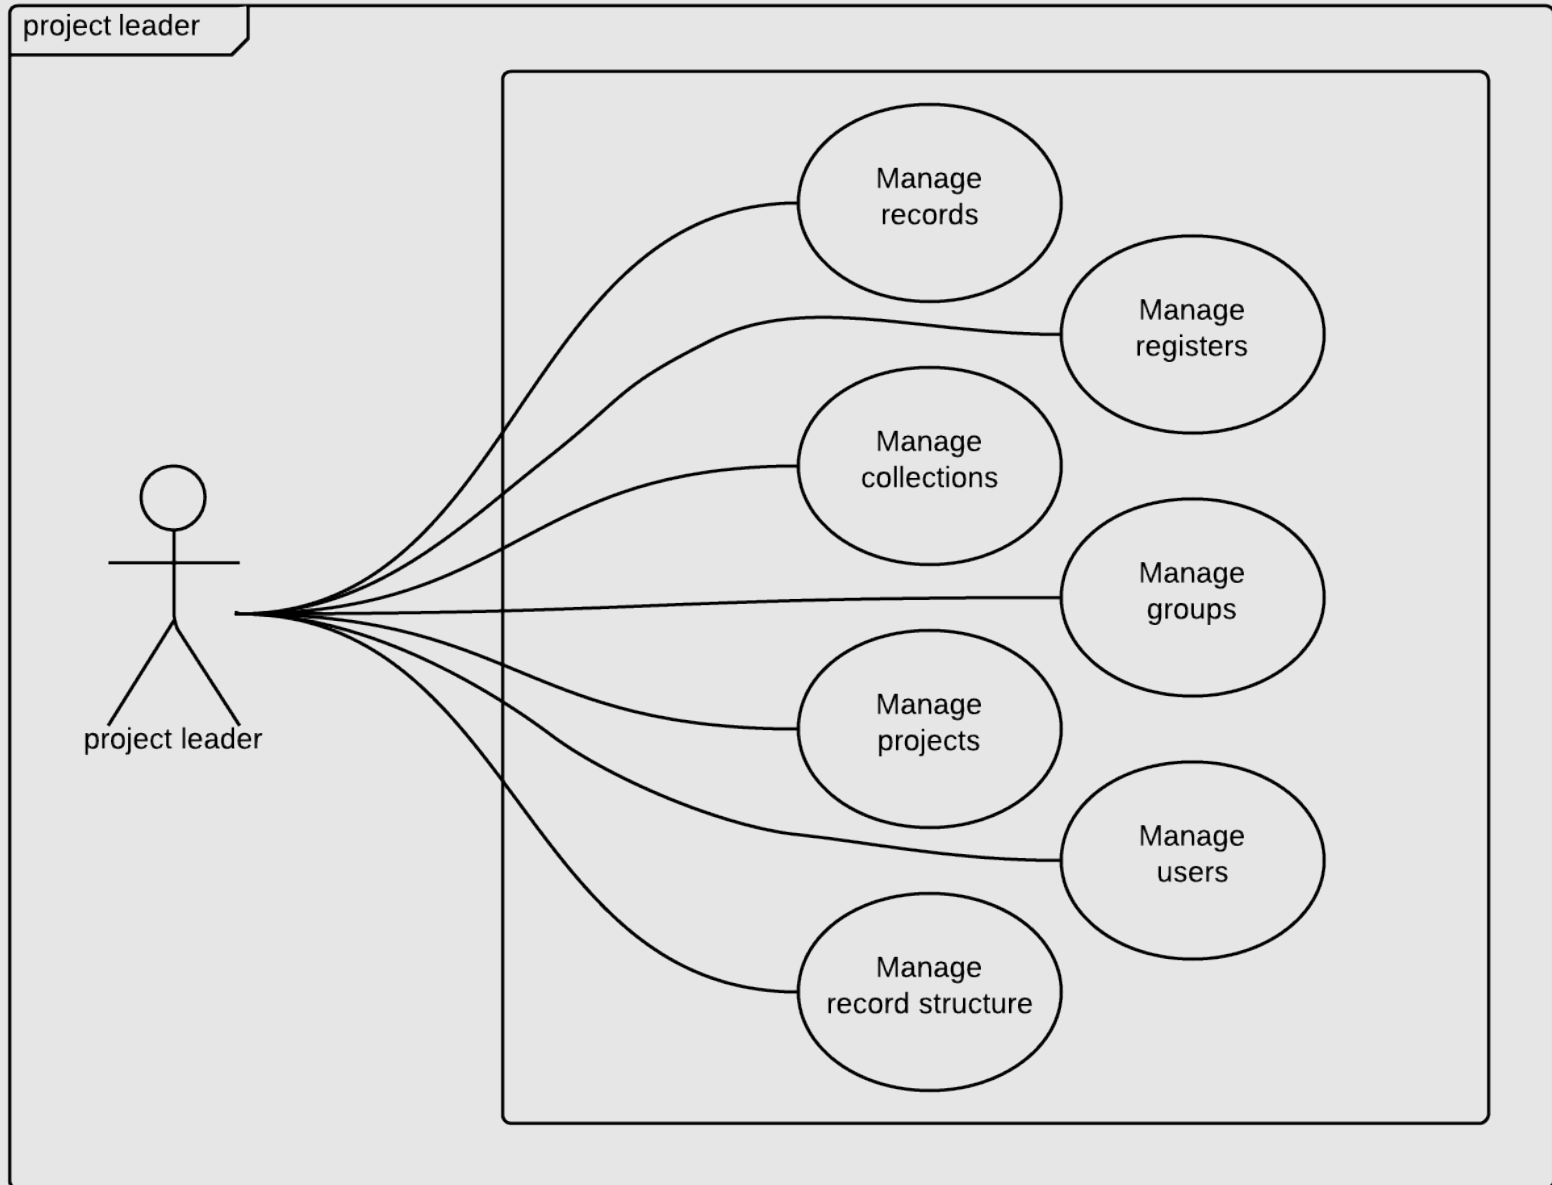 project leader
Manage
records
Manage
registers
Manage
collections
Manage
groups
Manage
projects
project leader
Manage
users
Manage
record structure